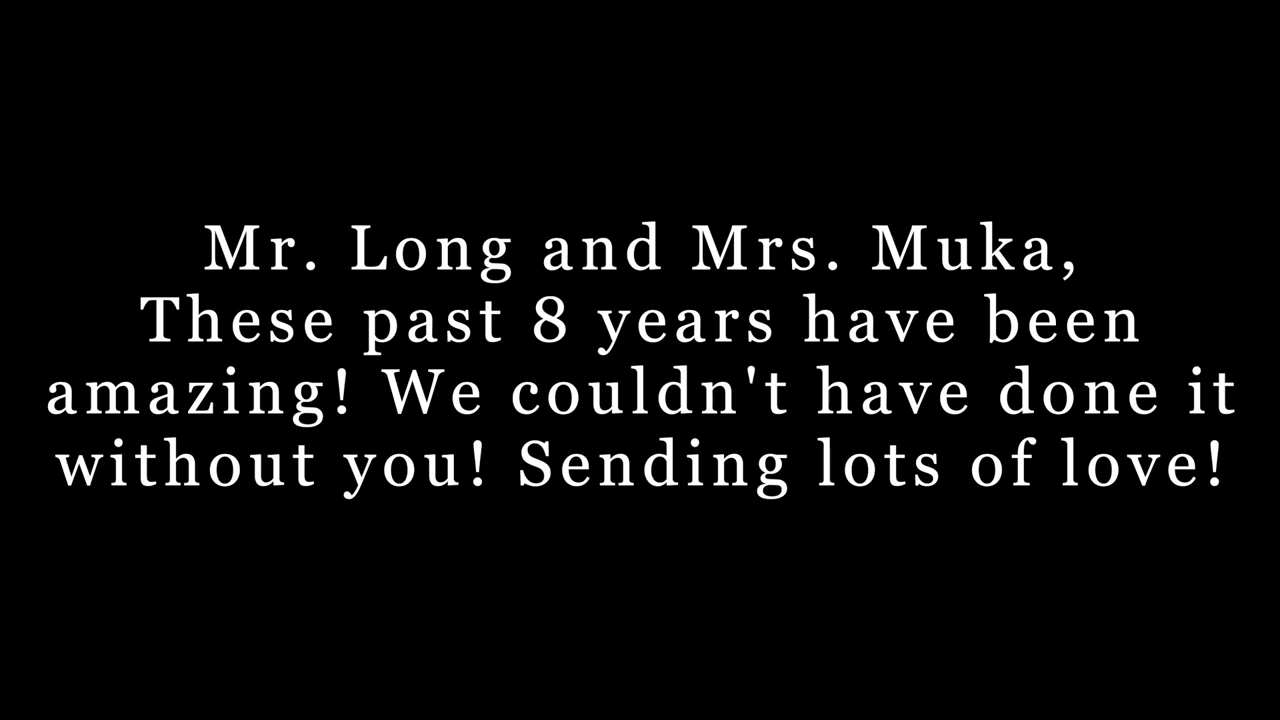 Mr. Long and Mrs. Muka,
These past 8 years have been
amazing! We couldn't have done it
without you! Sending lots of love!